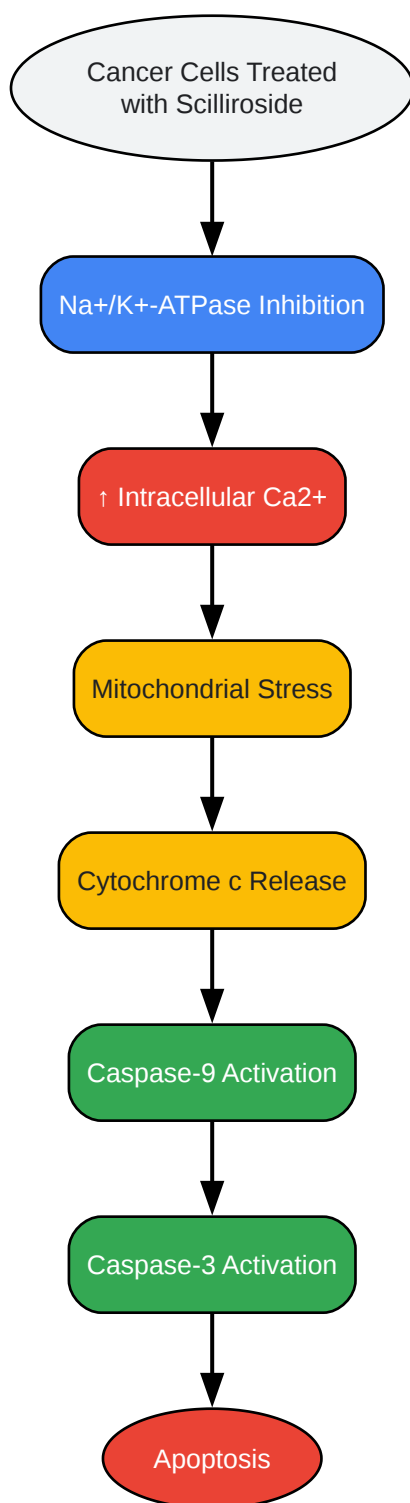 Cancer Cells Treated
with Scilliroside
Na+/K+-ATPase Inhibition
↑ Intracellular Ca2+
Mitochondrial Stress
Cytochrome c Release
Caspase-9 Activation
Caspase-3 Activation
Apoptosis